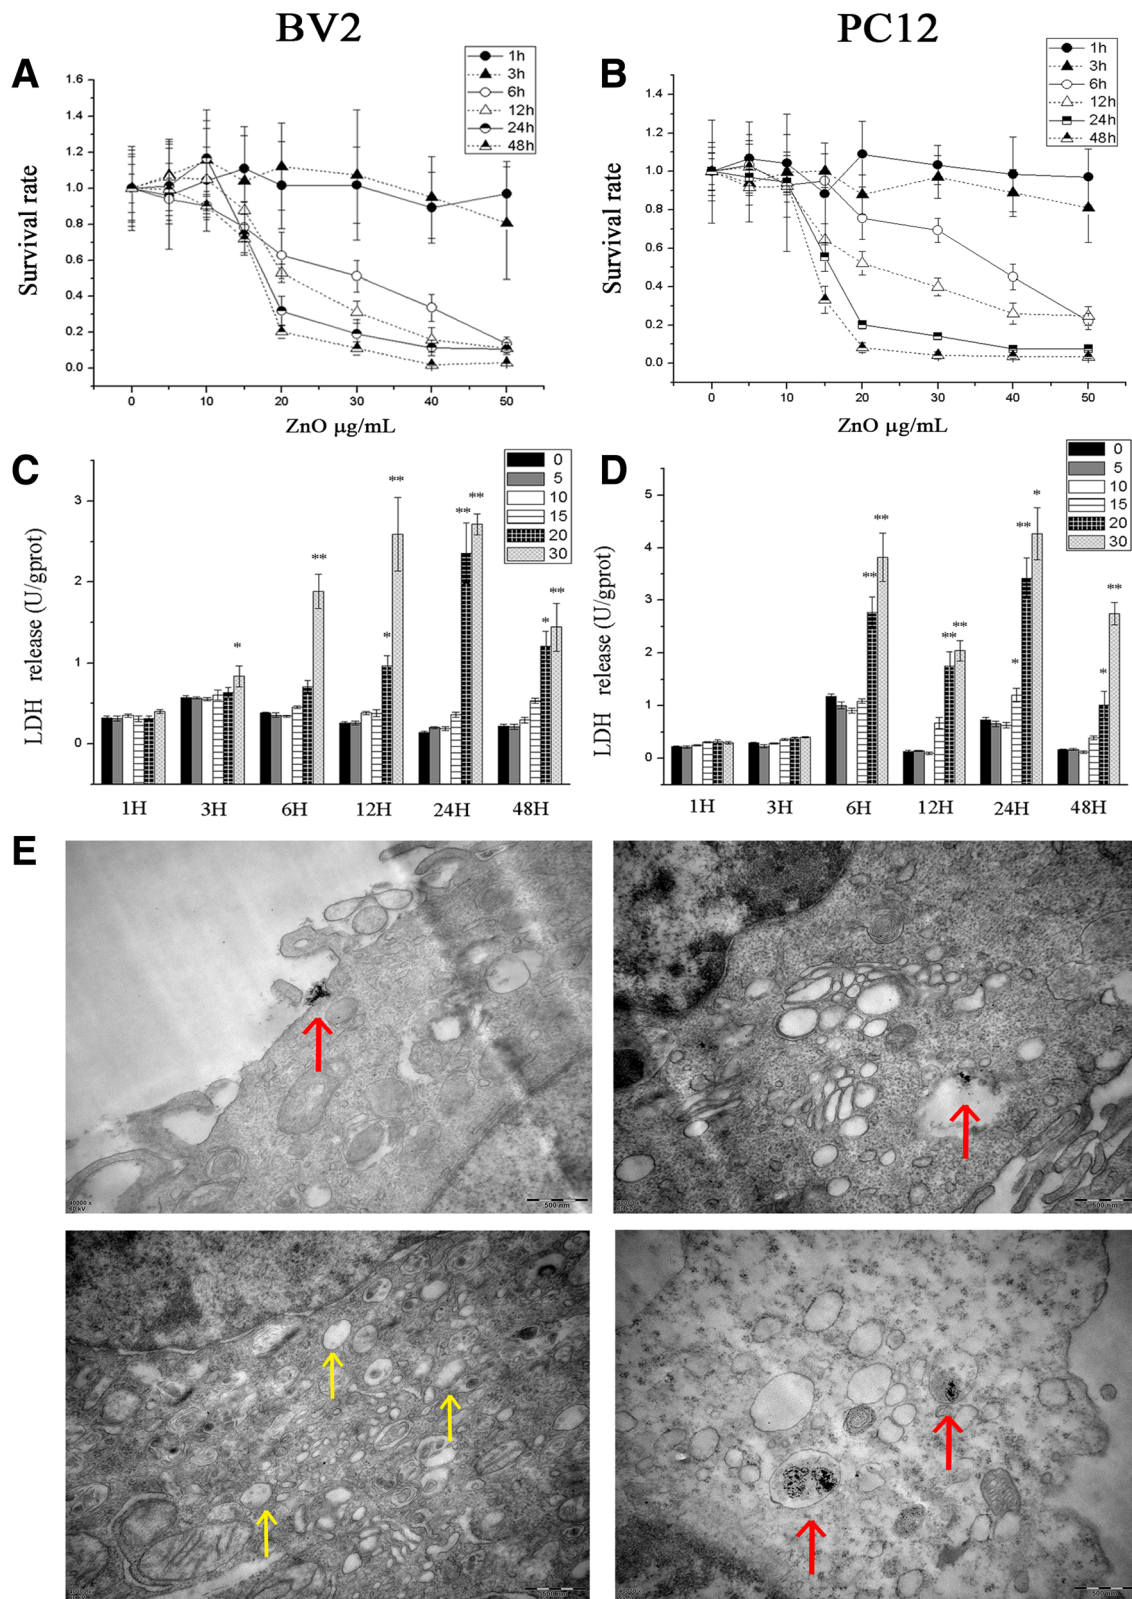 BV2
PC12
A
1h
3h
6h
12h
24h
48h
1.6
1.4
1.2
1.0
0.8
0.6
0.4
0.2
0.0
Survival rate
0
10
20
30
40
50
ZnO μg/mL
B
1h
3h
6h
12h
24h
48h
1.4
1.2
1.0
0.8
0.6
0.4
0.2
0.0
Survival rate
0
10
20
30
40
50
ZnO μg/mL
C
0
5
10
15
20
30
3
2
1
0
LDH release (U/gprot)
*
**
*
**
**
**
*
**
1H
3H
6H
12H
24H
48H
D
0
5
10
15
20
30
5
4
3
2
1
0
LDH release (U/gprot)
**
**
**
**
*
**
*
*
**
1H
3H
6H
12H
24H
48H
E
40000 x
500 nm
500 nm
500 nm